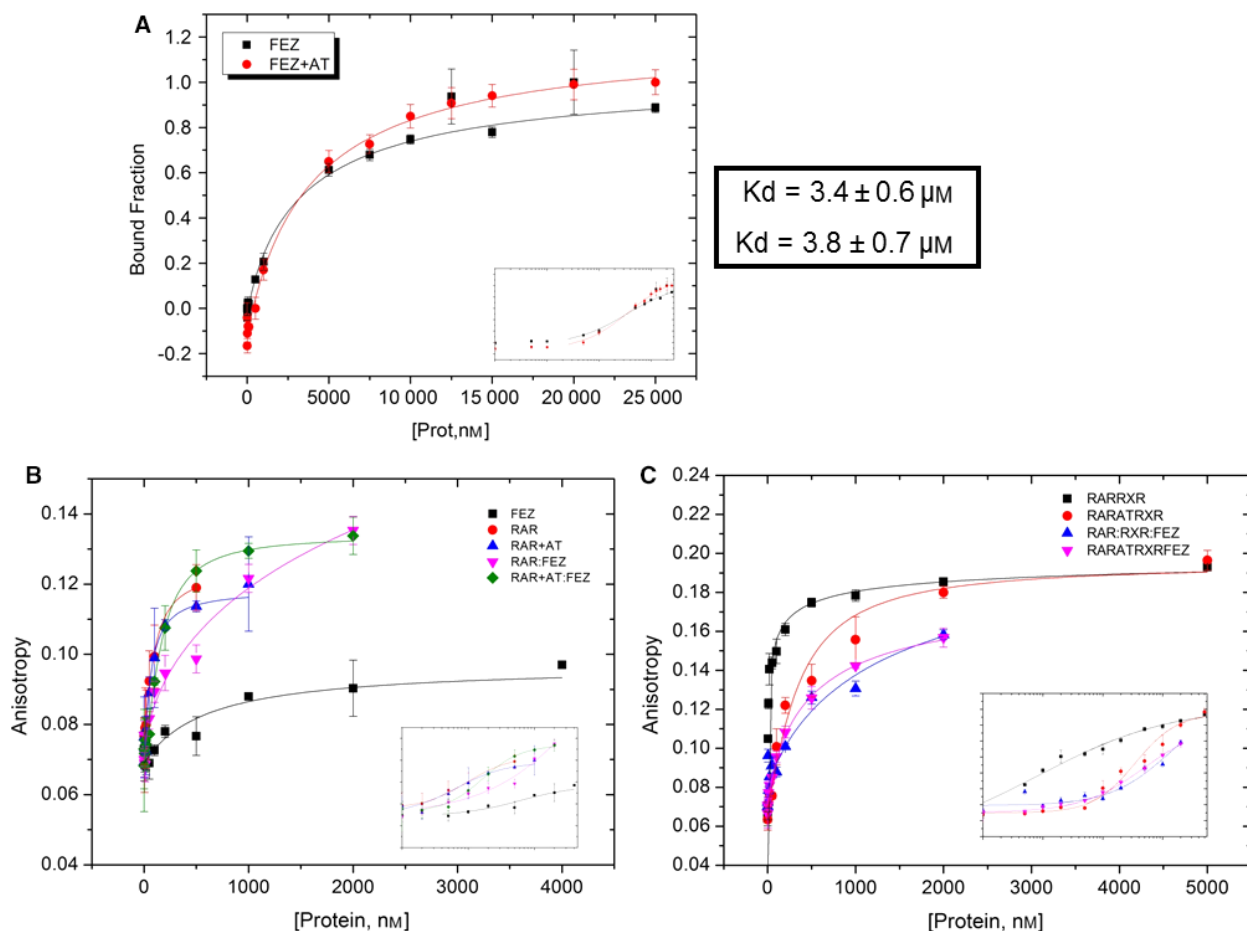 A
FEZ
FEZ+AT
1.2
1.0
0.8
0.6
0.4
0.2
0.0
-0.2
Bound Fraction
0
5000
10 000
15 000
20 000
25 000
[Prot,nM]
Kd = 3.4 ± 0.6 µM
Kd = 3.8 ± 0.7 µM
B
FEZ
RAR
RAR+AT
RAR:FEZ
RAR+AT:FEZ
0.14
0.12
0.10
0.08
0.06
0.04
Anisotropy
0
1000
2000
3000
4000
[Protein, nM]
C
RARRXR
RARATRXR
RAR:RXR:FEZ
RARATRXRFEZ
0.24
0.22
0.20
0.18
0.16
0.14
0.12
0.10
0.08
0.06
0.04
Anisotropy
0
1000
2000
3000
4000
5000
[Protein, nM]